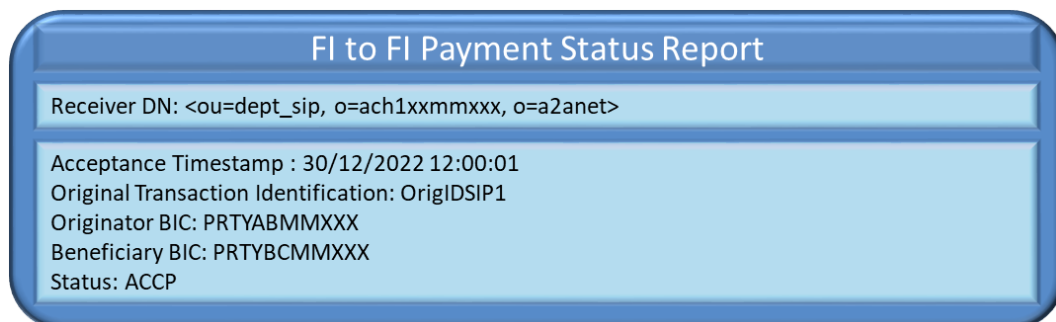 FI to FI Payment Status Report
Receiver DN: <ou=dept_sip, o=ach1xxmmxxx, o=a2anet>
Acceptance Timestamp : 30/12/2022 12:00:01
Original Transaction Identification: OrigIDSIP1
Originator BIC: PRTYABMMXXX
Beneficiary BIC: PRTYBCMMXXX
Status: ACCP